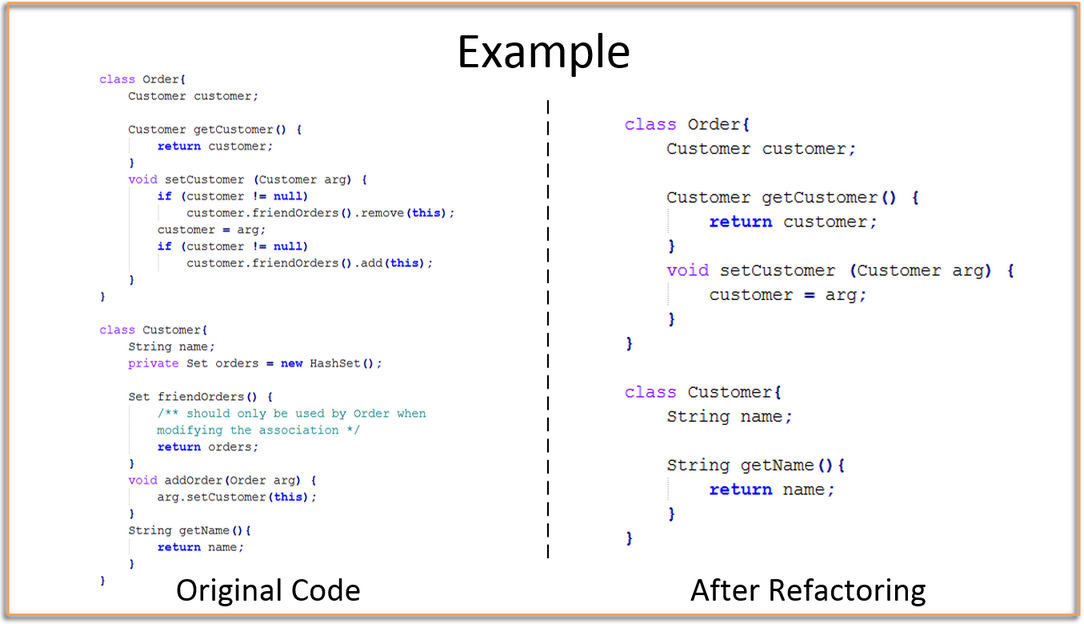 Example
class Order{
Customer customer;
Customer getCustomer() {
return customer;
}
void setCustomer (Customer arg) {
if (customer != null)
customer.friendOrders().remove(this);
customer = arg;
if (customer != null)
customer.friendOrders().add(this);
}
}
class Customer{
String name;
private Set orders = new HashSet();
Set friendOrders() {
/** should only be used by Order when
modifying the association */
return orders;
}
void addOrder(Order arg) {
arg.setCustomer(this);
}
String getName(){
return name;
}
}
Original Code
class Order{
Customer customer;
Customer getCustomer() {
return customer;
}
void setCustomer (Customer arg) {
customer = arg;
}
}
class Customer{
String name;
String getName(){
return name;
}
}
After Refactoring